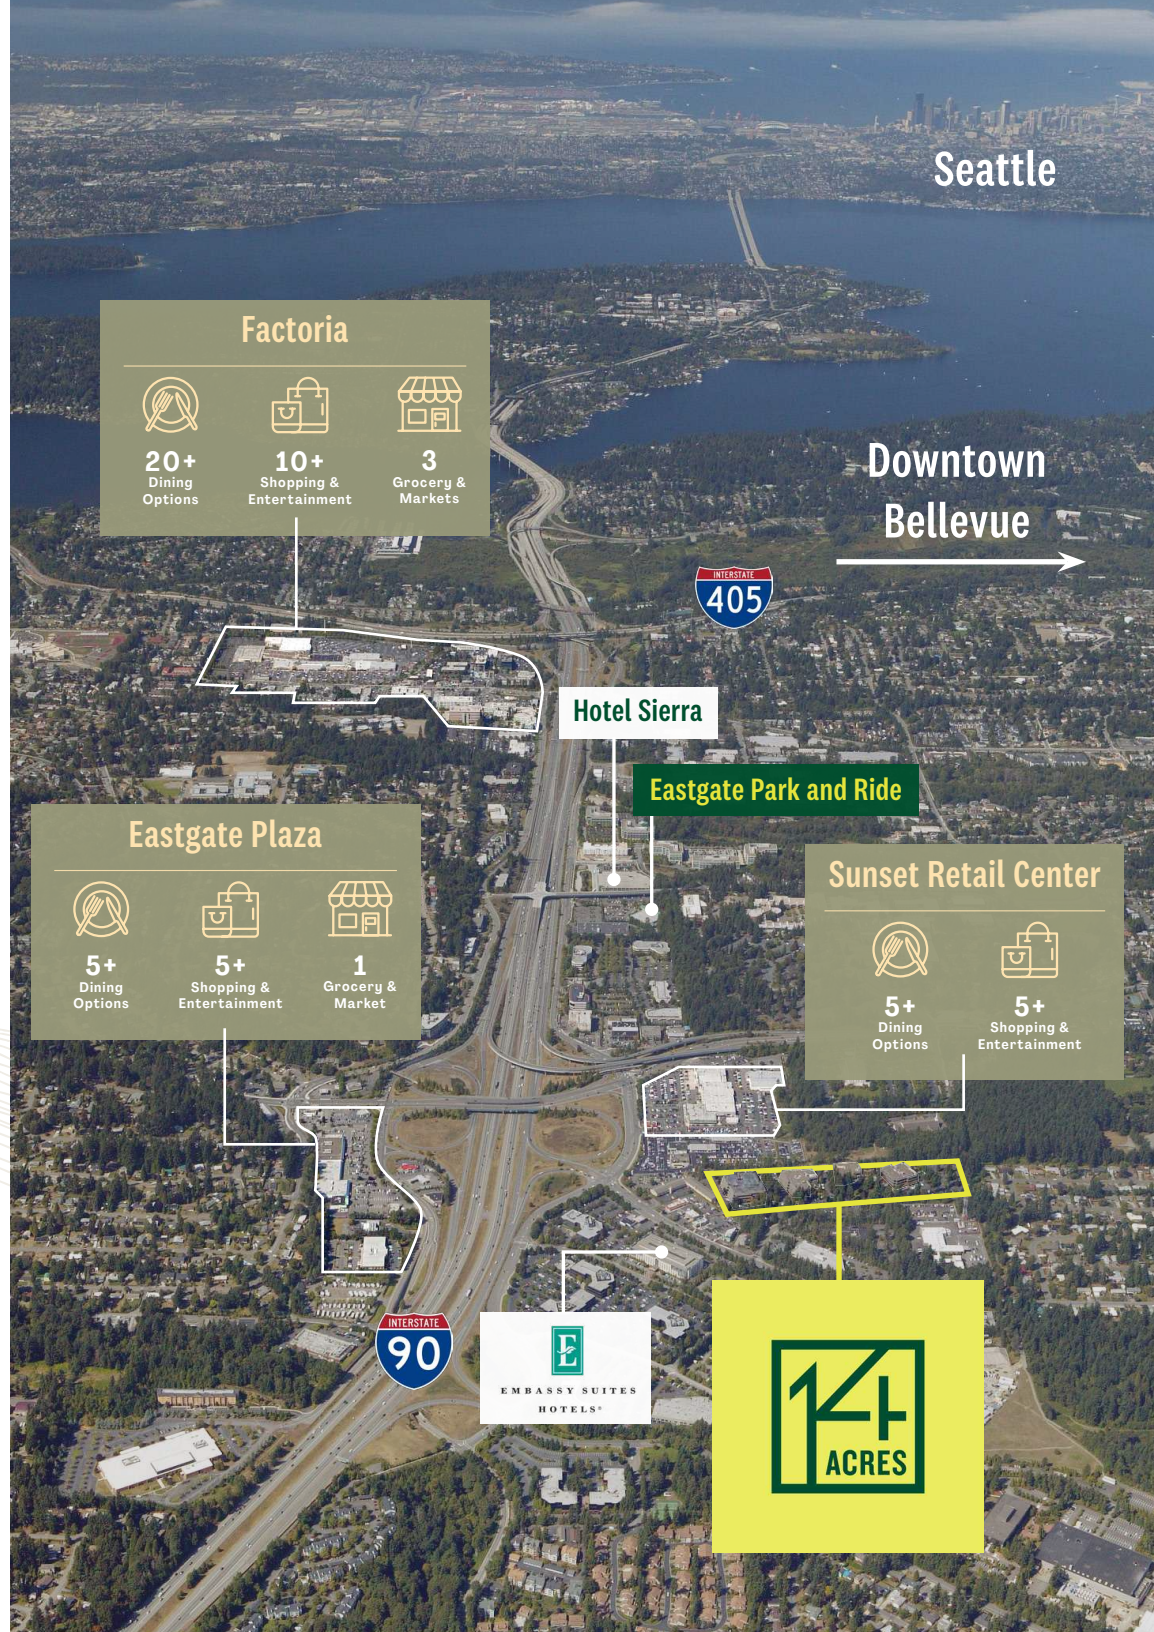 Seattle
Factoria
20+
Dining
Options
10+
Shopping &
Entertainment
3
Grocery &
Markets
Downtown
Bellevue
INTERSTATE
405
Hotel Sierra
Eastgate Park and Ride
Eastgate Plaza
5+
Dining
Options
5+
Shopping &
Entertainment
1
Grocery &
Market
Sunset Retail Center
5+
Dining
Options
5+
Shopping &
Entertainment
INTERSTATE
90
E
EMBASSY SUITES
HOTELS®
14
ACRES